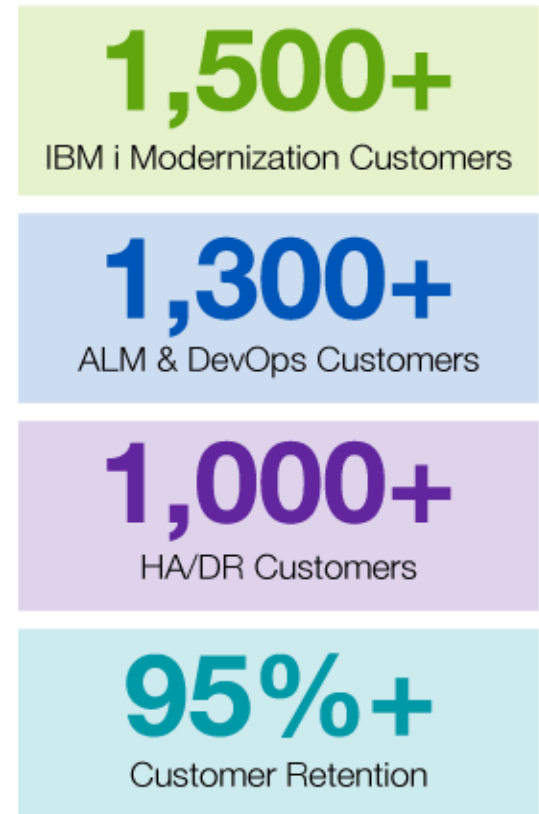 1,500+
IBM i Modernization Customers
1,300+
ALM & DevOps Customers
1,000+
HA/DR Customers
95%+
Customer Retention